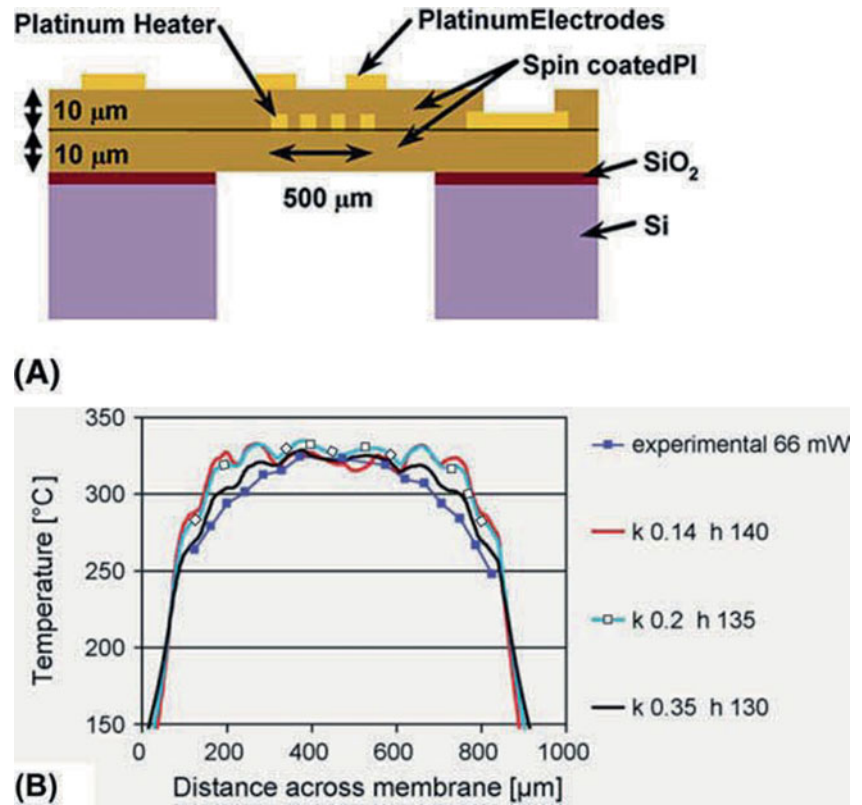 Platinum Heater
PlatinumElectrodes
Spin coatedPI
10 µm
10 µm
500 µm
SiO₂
Si
(A)
350
300
250
200
150
Temperature [°C]
0
200
400
600
800
1000
Distance across membrane [µm]
experimental 66 mW
k 0.14 h 140
k 0.2 h 135
k 0.35 h 130
(B)